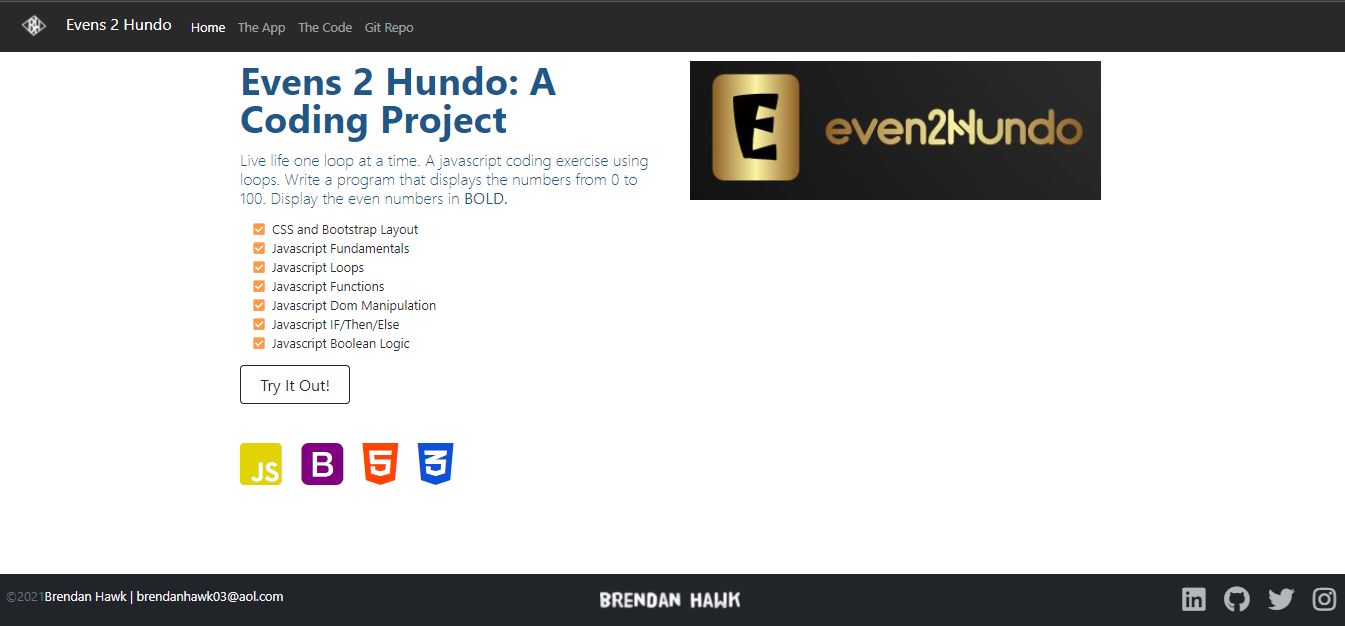 Evens 2 Hundo Home The App The Code Git Repo
Evens 2 Hundo: A
Coding Project
Live life one loop at a time. A javascript coding exercise using
loops. Write a program that displays the numbers from 0 to
100. Display the even numbers in BOLD.
CSS and Bootstrap Layout
Javascript Fundamentals
Javascript Loops
Javascript Functions
Javascript Dom Manipulation
Javascript IF/Then/Else
Javascript Boolean Logic
Try It Out!
E even2Hundo
JS B 5 3
©2021Brendan Hawk | brendanhawk03@aol.com
BRENDAN HAWK
in